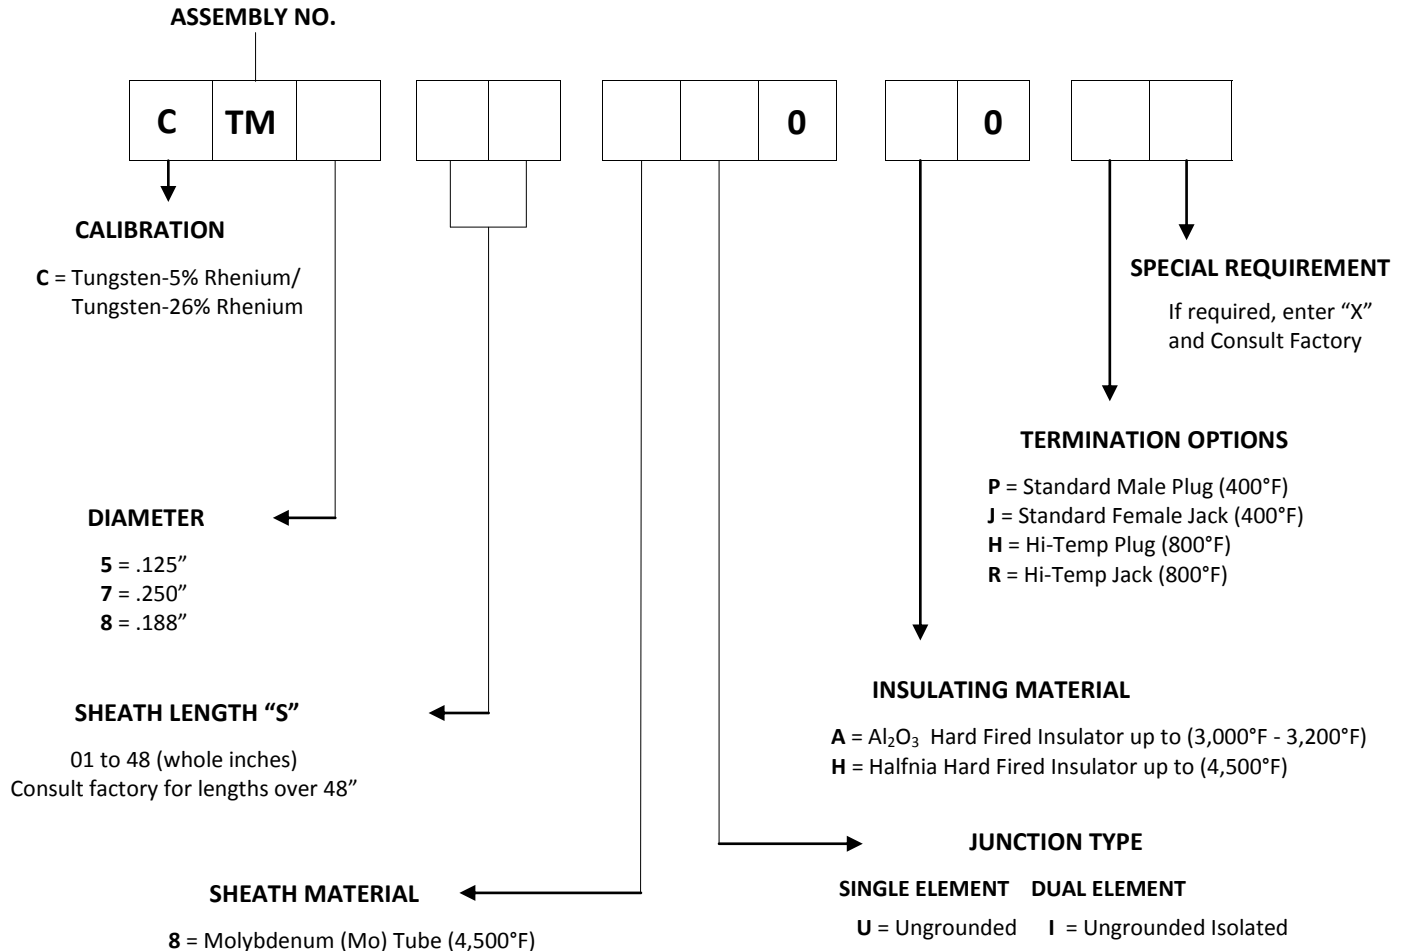 ASSEMBLY NO.
C TM 0 0
CALIBRATION
C = Tungsten-5% Rhenium/
Tungsten-26% Rhenium
SPECIAL REQUIREMENT
If required, enter “X”
and Consult Factory
TERMINATION OPTIONS
P = Standard Male Plug (400°F)
J = Standard Female Jack (400°F)
H = Hi-Temp Plug (800°F)
R = Hi-Temp Jack (800°F)
DIAMETER
5 = .125”
7 = .250”
8 = .188”
INSULATING MATERIAL
A = Al₂O₃ Hard Fired Insulator up to (3,000°F - 3,200°F)
H = Halfnia Hard Fired Insulator up to (4,500°F)
SHEATH LENGTH “S”
01 to 48 (whole inches)
Consult factory for lengths over 48”
JUNCTION TYPE
SINGLE ELEMENT DUAL ELEMENT
U = Ungrounded I = Ungrounded Isolated
SHEATH MATERIAL
8 = Molybdenum (Mo) Tube (4,500°F)